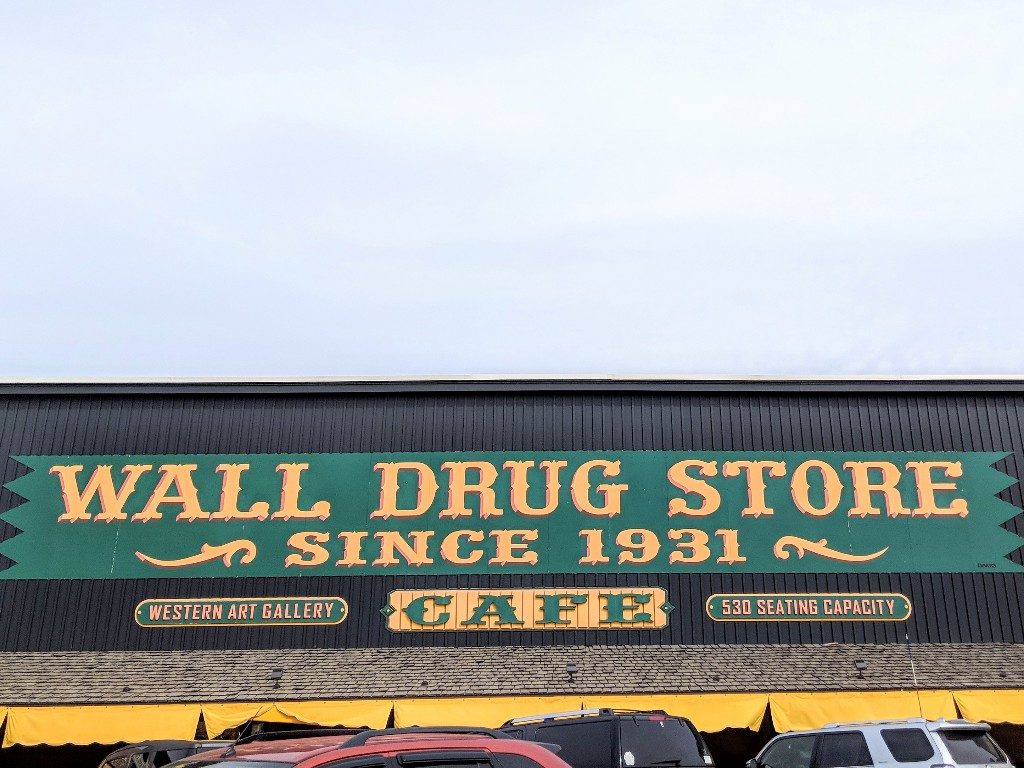 WALL DRUG STORE
SINCE 1931
WESTERN ART GALLERY
CAFE
530 SEATING CAPACITY